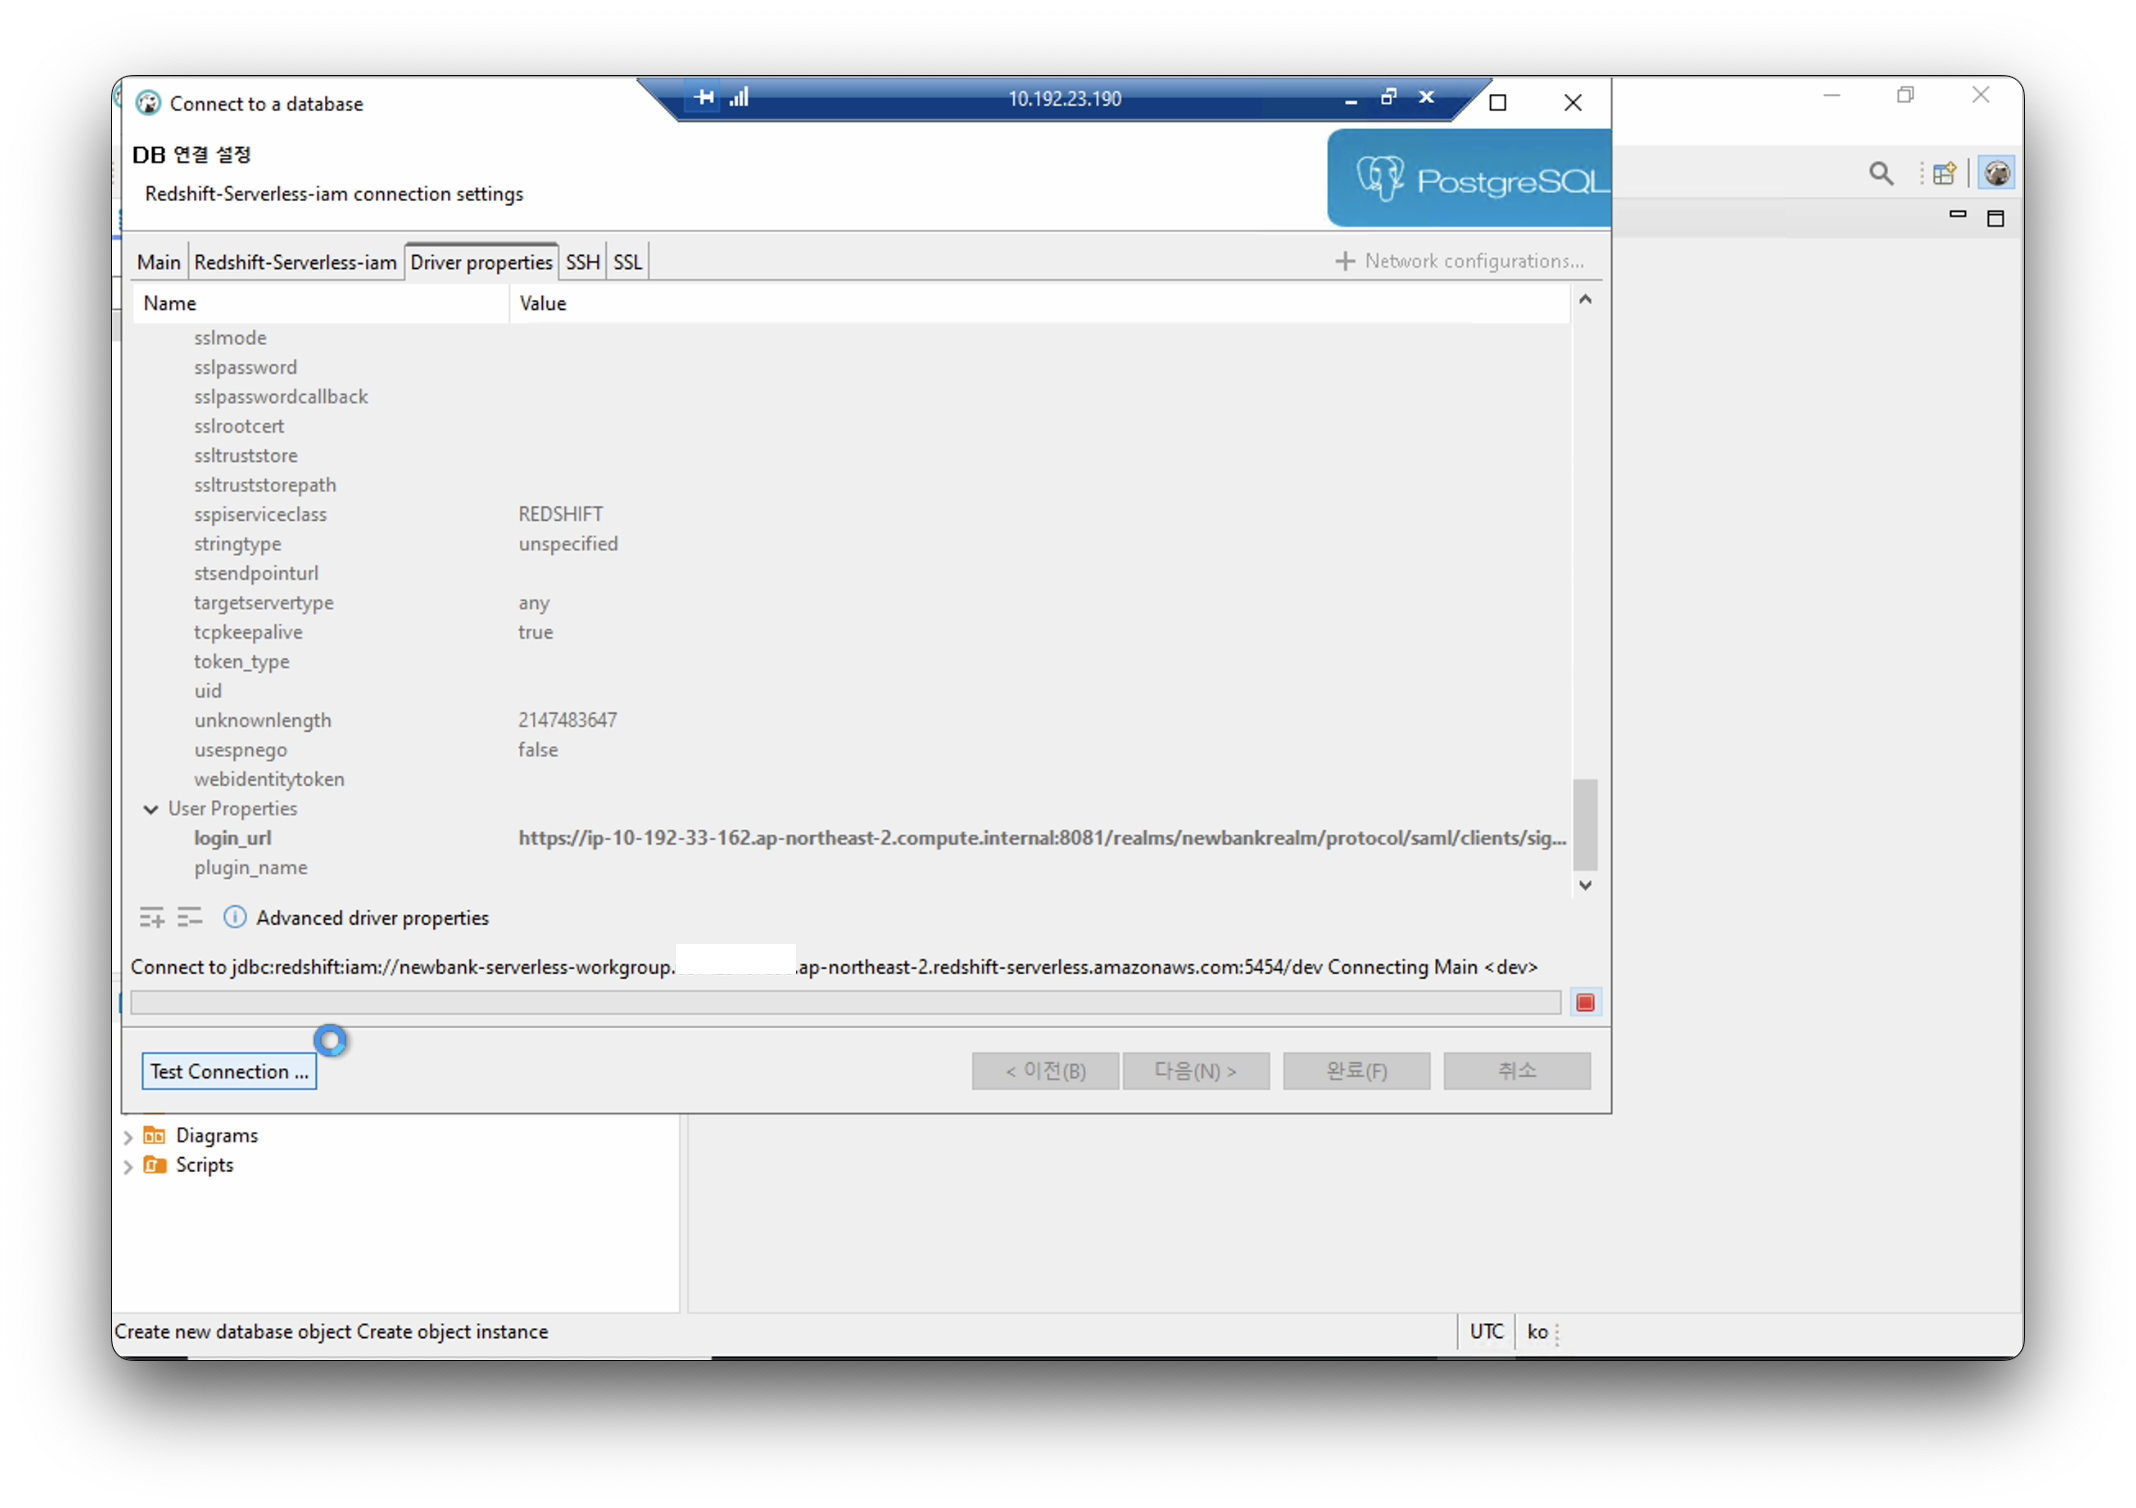 10.192.23.190
Connect to a database
DB 연결 설정
Redshift-Serverless-iam connection settings
PostgreSQL
Main Redshift-Serverless-iam Driver properties SSH SSL Network configurations...
Name Value
sslmode
sslpassword
sslpasswordcallback
sslrootcert
ssltruststore
ssltruststorepath
sspiserviceclass REDSHIFT
stringtype unspecified
stsendpointurl
targetservertype any
tcpkeepalive true
token_type
uid
unknownlength 2147483647
usespnego false
webidentitytoken
User Properties
login_url https://ip-10-192-33-162.ap-northeast-2.compute.internal:8081/realms/newbankrealm/protocol/saml/clients/sig...
plugin_name
Advanced driver properties
Connect to jdbc:redshift:iam://newbank-serverless-workgroup. .ap-northeast-2.redshift-serverless.amazonaws.com:5454/dev Connecting Main <dev>
Test Connection ... < 이전(B) 다음(N) > 완료(F) 취소
Diagrams
Scripts
Create new database object Create object instance UTC ko